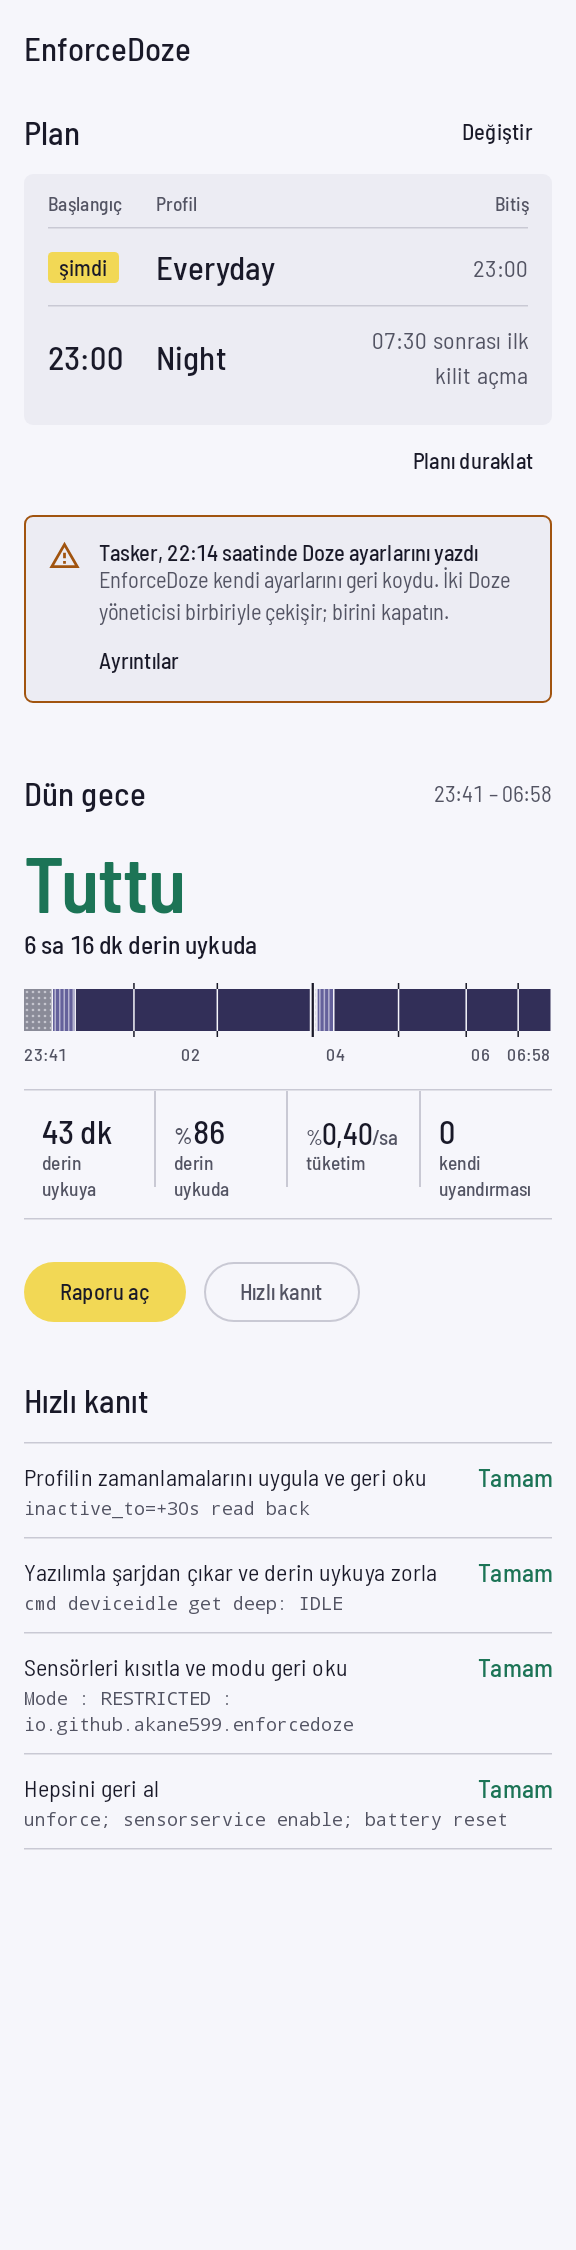 EnforceDoze
Plan
Değiştir
Başlangıç Profil Bitiş
şimdi Everyday 23:00
23:00 Night 07:30 sonrası ilk
kilit açma
Planı duraklat
Tasker, 22:14 saatinde Doze ayarlarını yazdı
EnforceDoze kendi ayarlarını geri koydu. İki Doze
yöneticisi birbiriyle çekişir; birini kapatın.
Ayrıntılar
Dün gece 23:41 – 06:58
Tuttu
6 sa 16 dk derin uykuda
23:41 02 04 06 06:58
43 dk %86 %0,40/sa 0
derin derin tüketim kendi
uykuya uykuda uyandırması
Raporu aç Hızlı kanıt
Hızlı kanıt
Profilin zamanlamalarını uygula ve geri oku Tamam
inactive_to=+30s read back
Yazılımla şarjdan çıkar ve derin uykuya zorla Tamam
cmd deviceidle get deep: IDLE
Sensörleri kısıtla ve modu geri oku Tamam
Mode : RESTRICTED :
io.github.akane599.enforcedoze
Hepsini geri al Tamam
unforce; sensorservice enable; battery reset